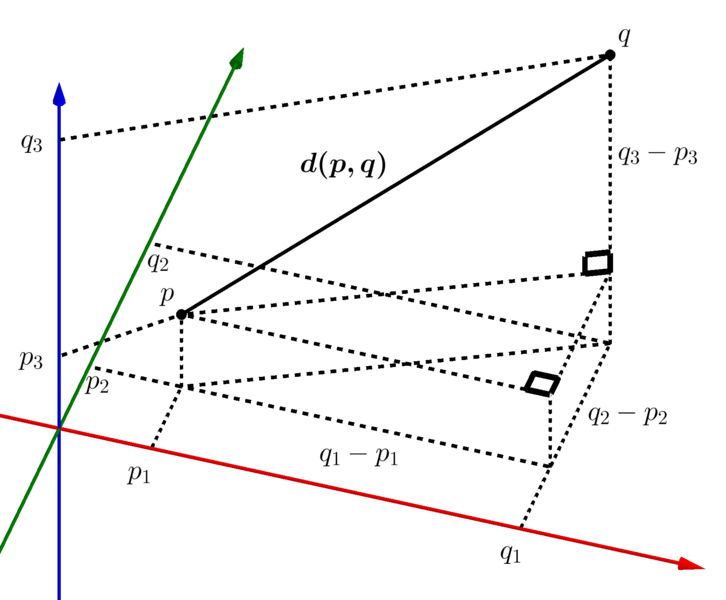 q
q₃
d(p, q)
q₃ − p₃
q₂
p
p₃
p₂
q₂ − p₂
q₁ − p₁
p₁
q₁